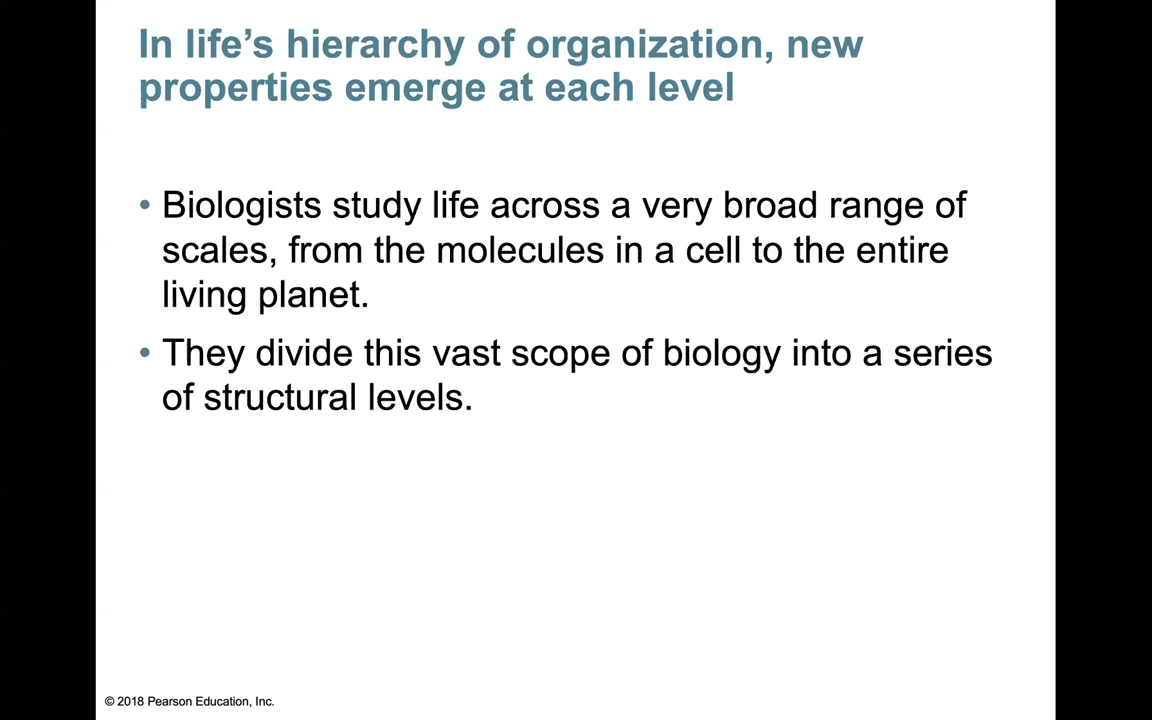 In life’s hierarchy of organization, new
properties emerge at each level
• Biologists study life across a very broad range of
scales, from the molecules in a cell to the entire
living planet.
• They divide this vast scope of biology into a series
of structural levels.
© 2018 Pearson Education, Inc.